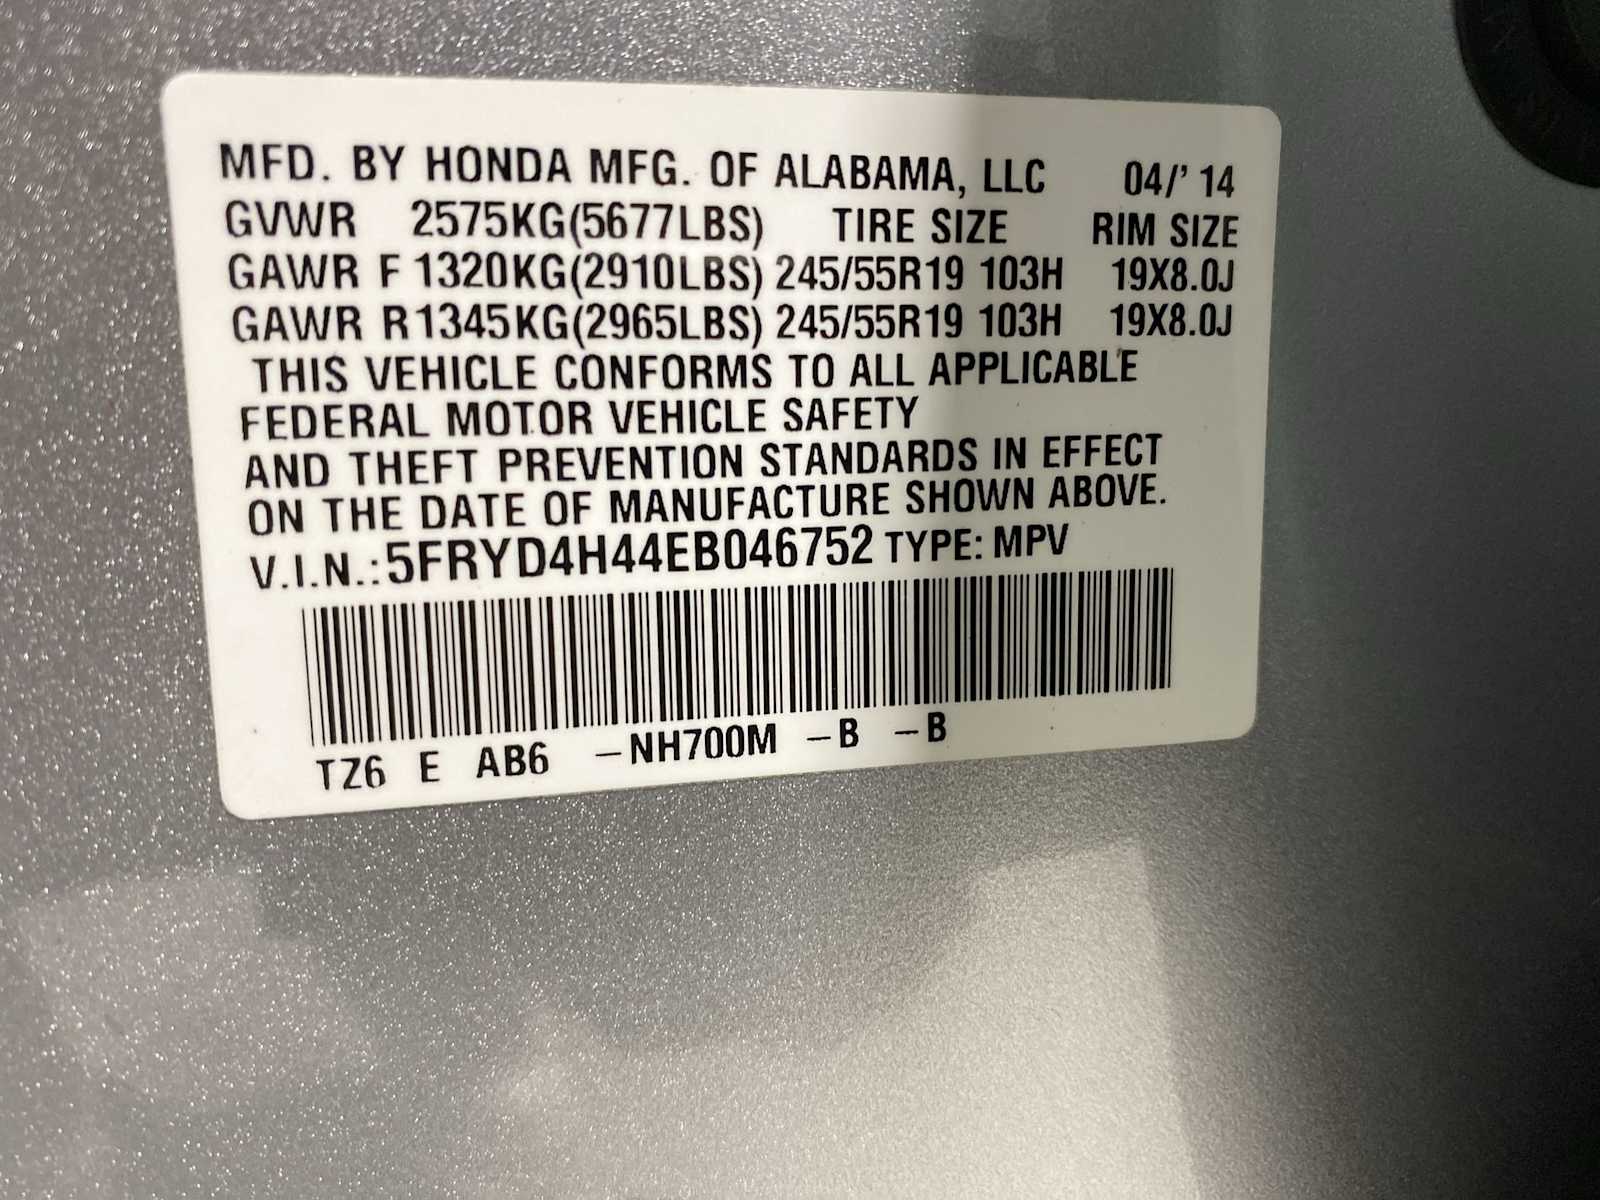 MFD. BY HONDA MFG. OF ALABAMA, LLC 04/' 14
GVWR 2575KG(5677LBS) TIRE SIZE RIM SIZE
GAWR F 1320KG(2910LBS) 245/55R19 103H 19X8.0J
GAWR R 1345KG(2965LBS) 245/55R19 103H 19X8.0J
THIS VEHICLE CONFORMS TO ALL APPLICABLE
FEDERAL MOTOR VEHICLE SAFETY
AND THEFT PREVENTION STANDARDS IN EFFECT
ON THE DATE OF MANUFACTURE SHOWN ABOVE.
V.I.N.:5FRYD4H44EB046752 TYPE: MPV
TZ6 E AB6 –NH700M –B –B